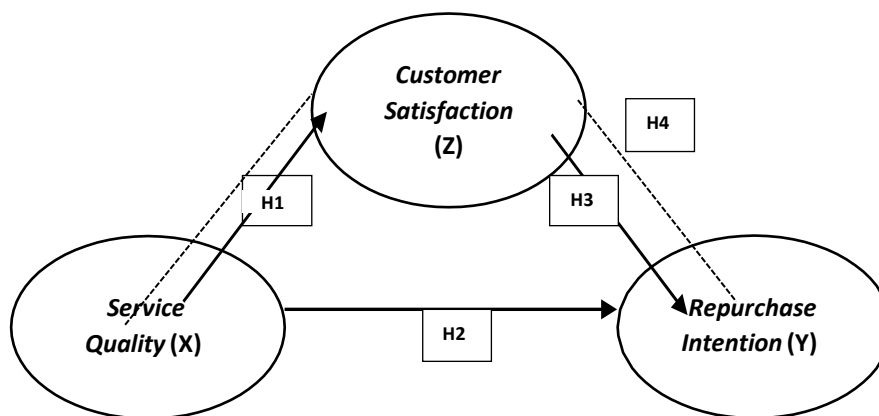 Customer
Satisfaction
(Z)
H4
H1
H3
Service
Quality (X)
H2
Repurchase
Intention (Y)